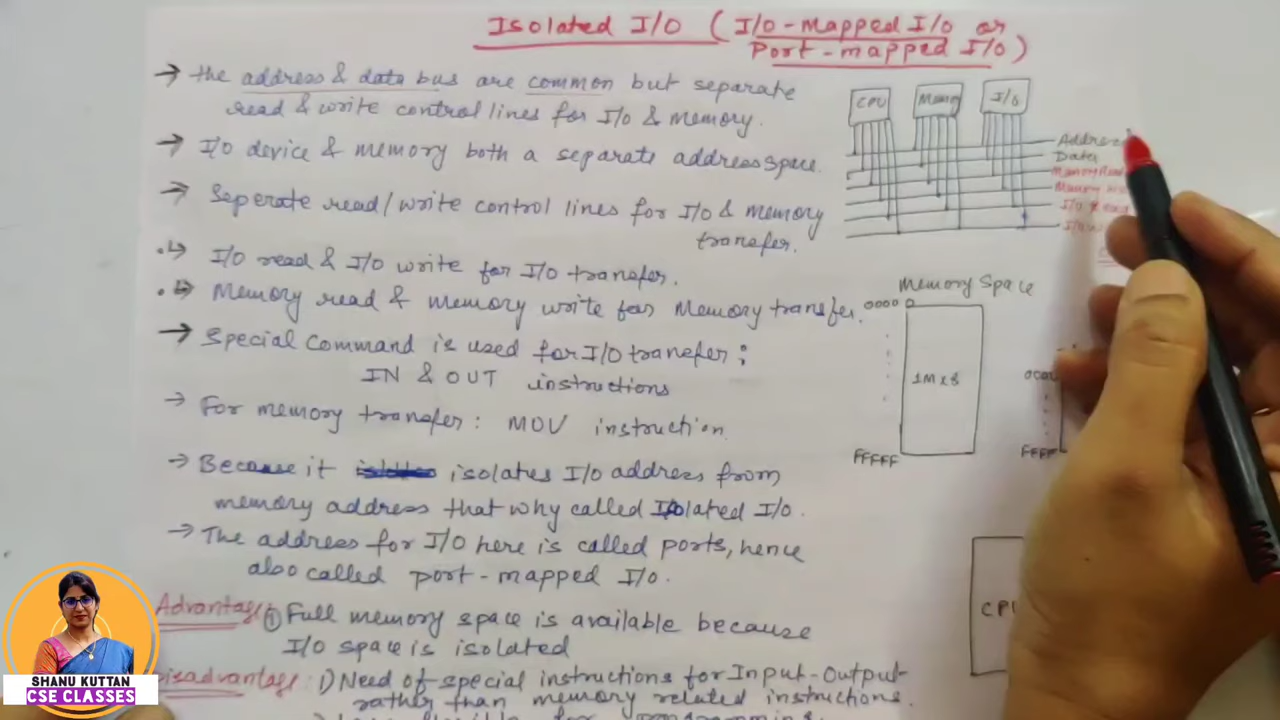 Isolated I/O ( I/O-mapped I/O or
Port-mapped I/O )
→ the address & data bus are common but separate
read & write control lines for I/O & memory.
→ I/O device & memory both a separate address space.
→ Seperate read/write control lines for I/O & memory
transfer.
↳ I/O read & I/O write for I/O transfer.
↳ Memory read & memory write for Memory transfer.
→ Special Command is used for I/O transfer:
IN & OUT instructions
→ For memory transfer: MOV instruction
→ Because it isolates I/O address from
memory address that why called Isolated I/O.
→ The address for I/O here is called ports, hence
also called port-mapped I/O.
Advantage: ① Full memory space is available because
I/O space is isolated
Disadvantage: 1) Need of special instructions for Input-Output
rather than memory related instructions.
CPU
Memory
I/O
Address
Data
Memory Read
Memory
I/O Read
I/O
Memory Space
0000 0
1M x 8
FFFFF
FFFF
CPU
SHANU KUTTAN
CSE CLASSES